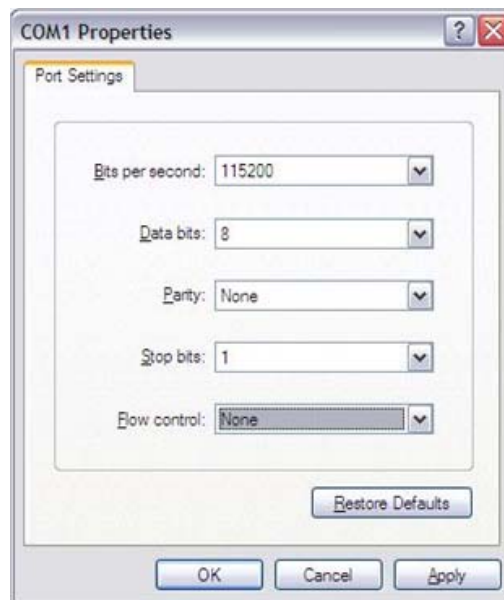 COM1 Properties
Port Settings
Bits per second: 115200
Data bits: 8
Parity: None
Stop bits: 1
Flow control: None
Restore Defaults
OK Cancel Apply